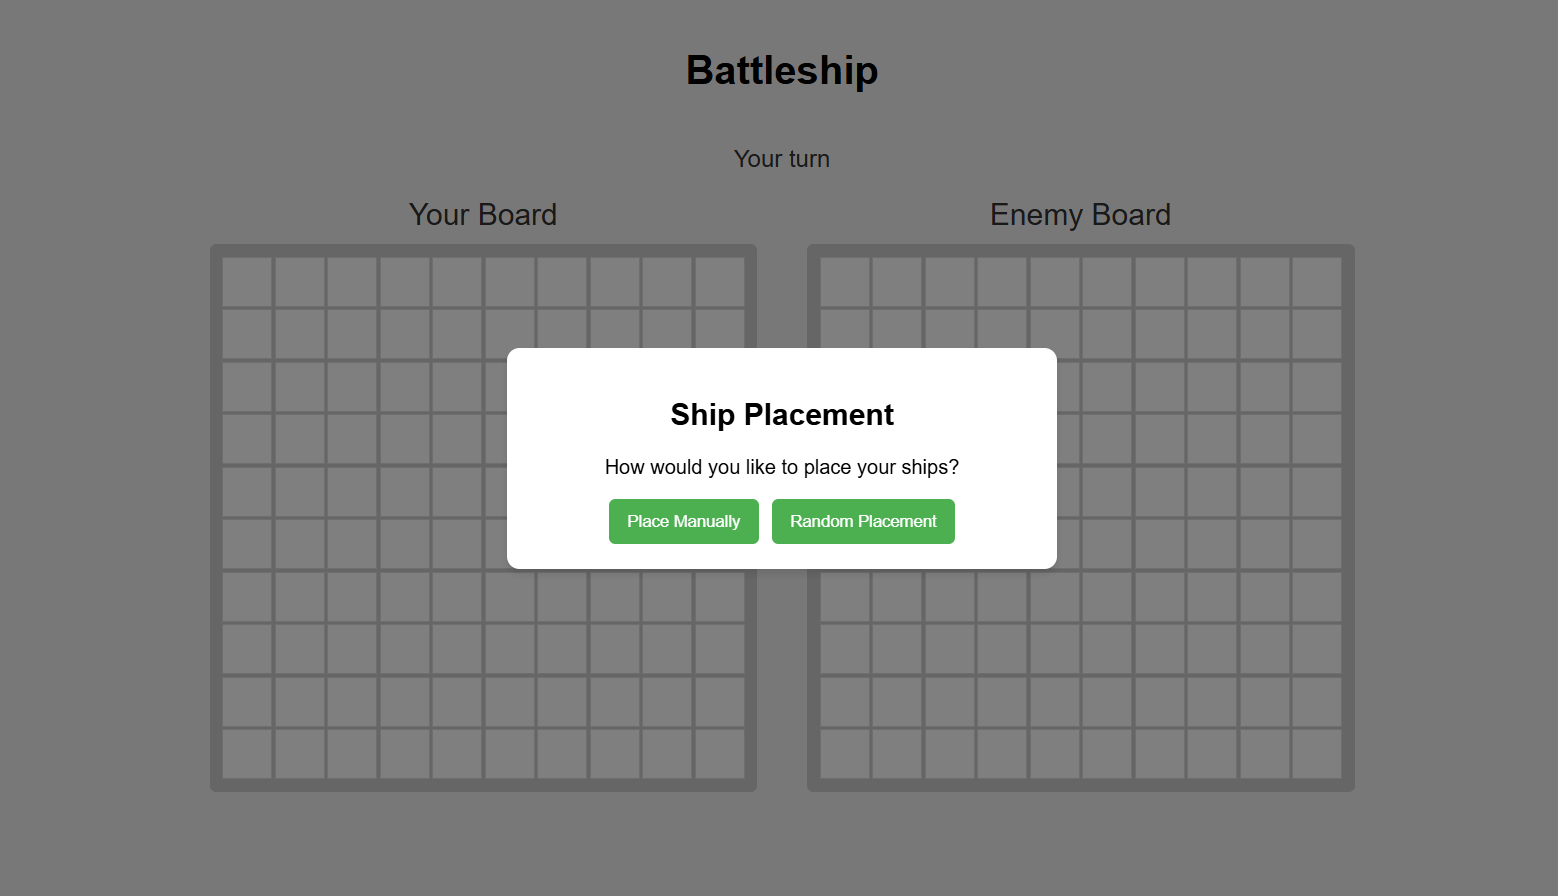 Battleship
Your turn
Your Board
Enemy Board
Ship Placement
How would you like to place your ships?
Place Manually
Random Placement